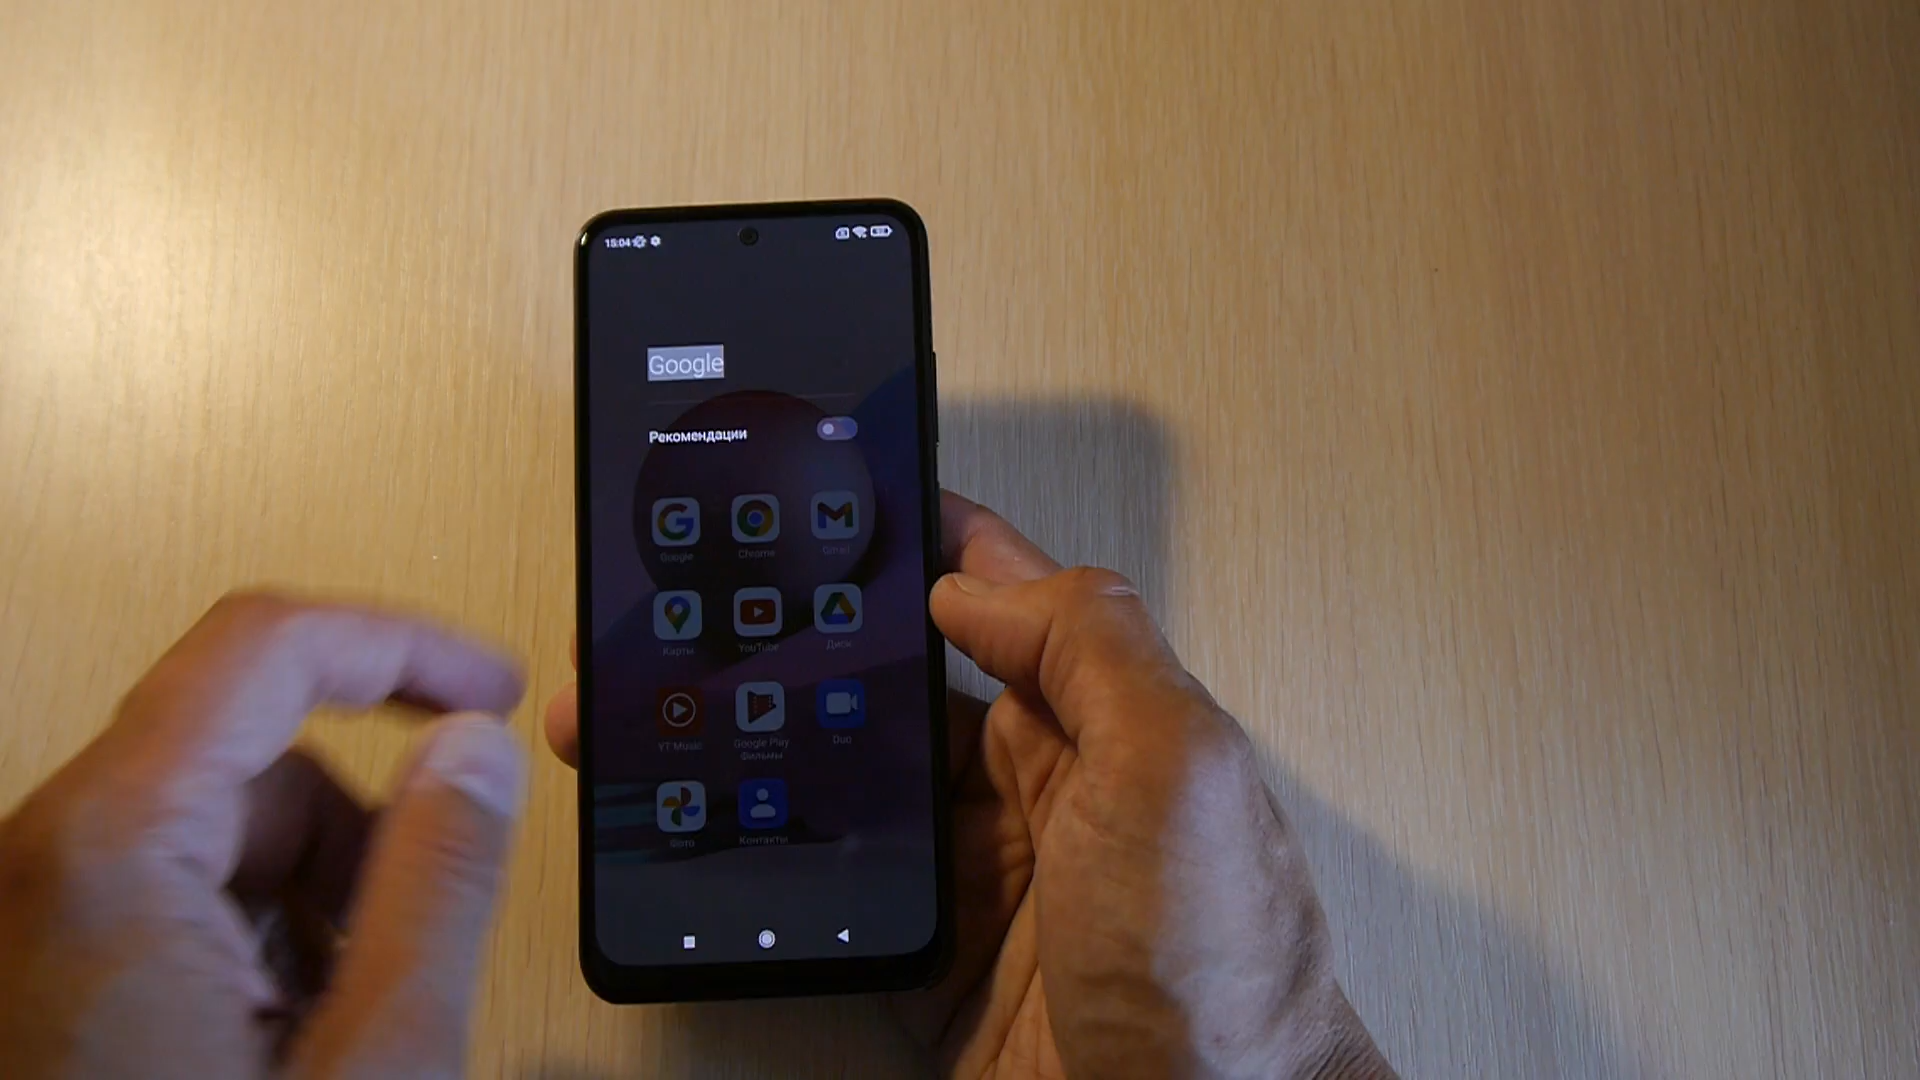 15:04
Google
Рекомендации
Google Chrome Gmail
Карты YouTube Диск
YT Music Google Play Фильмы Duo
Фото Контакты